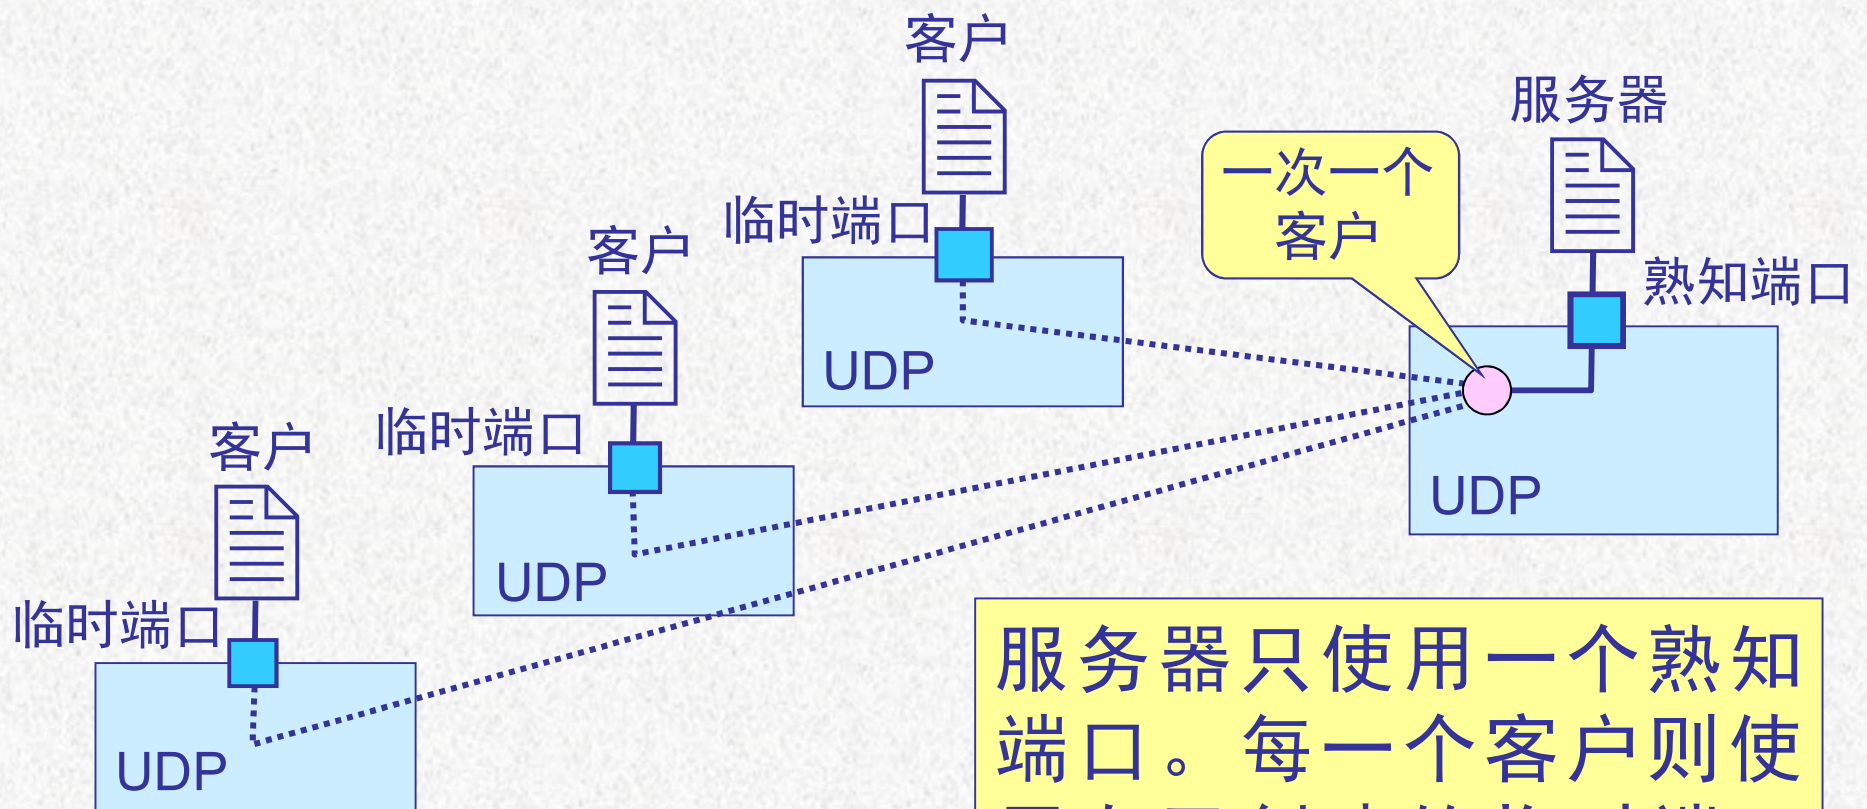 客户
服务器
一次一个
客户
临时端口
客户
熟知端口
UDP
临时端口
客户
UDP
UDP
临时端口
服务器只使用一个熟知
端口。每一个客户则使
UDP